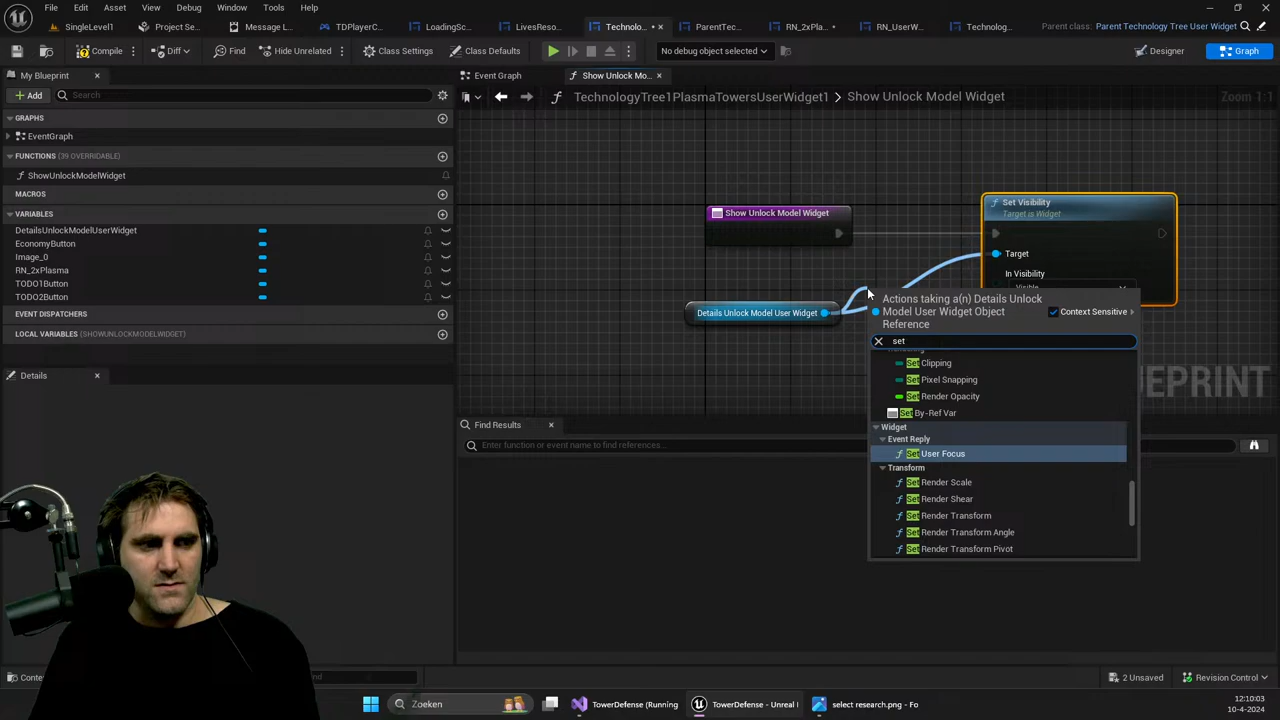 File Edit Asset View Debug Window Tools Help
SingleLevel1 Project Se... Message L... TDPlayerC... LoadingSc... LivesReso... Technolo... • ParentTec... RN_2xPla... • RN_UserW... Technolog... Parent class: Parent Technology Tree User Widget
Compile Diff Find Hide Unrelated Class Settings Class Defaults No debug object selected Designer Graph
My Blueprint Event Graph Show Unlock Mo...
Add Search TechnologyTree1PlasmaTowersUserWidget1 > Show Unlock Model Widget Zoom 1:1
GRAPHS
EventGraph
FUNCTIONS (39 OVERRIDABLE)
ShowUnlockModelWidget
MACROS
VARIABLES
DetailsUnlockModelUserWidget
EconomyButton
Image_0
RN_2xPlasma
TODO1Button
TODO2Button
EVENT DISPATCHERS
LOCAL VARIABLES (SHOWUNLOCKMODELWIDGET)
Details
Show Unlock Model Widget
Set Visibility
Target is Widget
Target
In Visibility
Visible
Details Unlock Model User Widget
Actions taking a(n) Details Unlock
Model User Widget Object
Reference
Context Sensitive
set
Set Clipping
Set Pixel Snapping
Set Render Opacity
Set By-Ref Var
Widget
Event Reply
Set User Focus
Transform
Set Render Scale
Set Render Shear
Set Render Transform
Set Render Transform Angle
Set Render Transform Pivot
Find Results
Enter function or event name to find references...
2 Unsaved Revision Control
Zoeken TowerDefense (Running TowerDefense - Unreal select research.png - Fo
12:10:03
10-4-2024